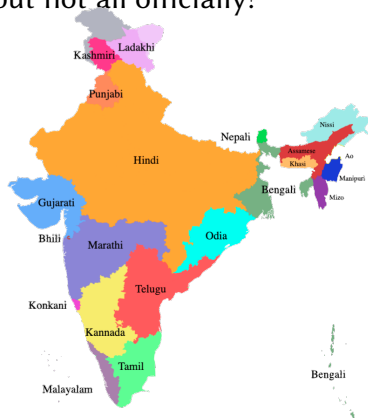 but not all officially!
Ladakhi
Kashmiri
Punjabi
Nissi
Nepali
Assamese
Ao
Hindi
Khasi
Manipuri
Bengali
Gujarati
Mizo
Odia
Bhili
Marathi
Telugu
Konkani
Kannada
Tamil
Bengali
Malayalam